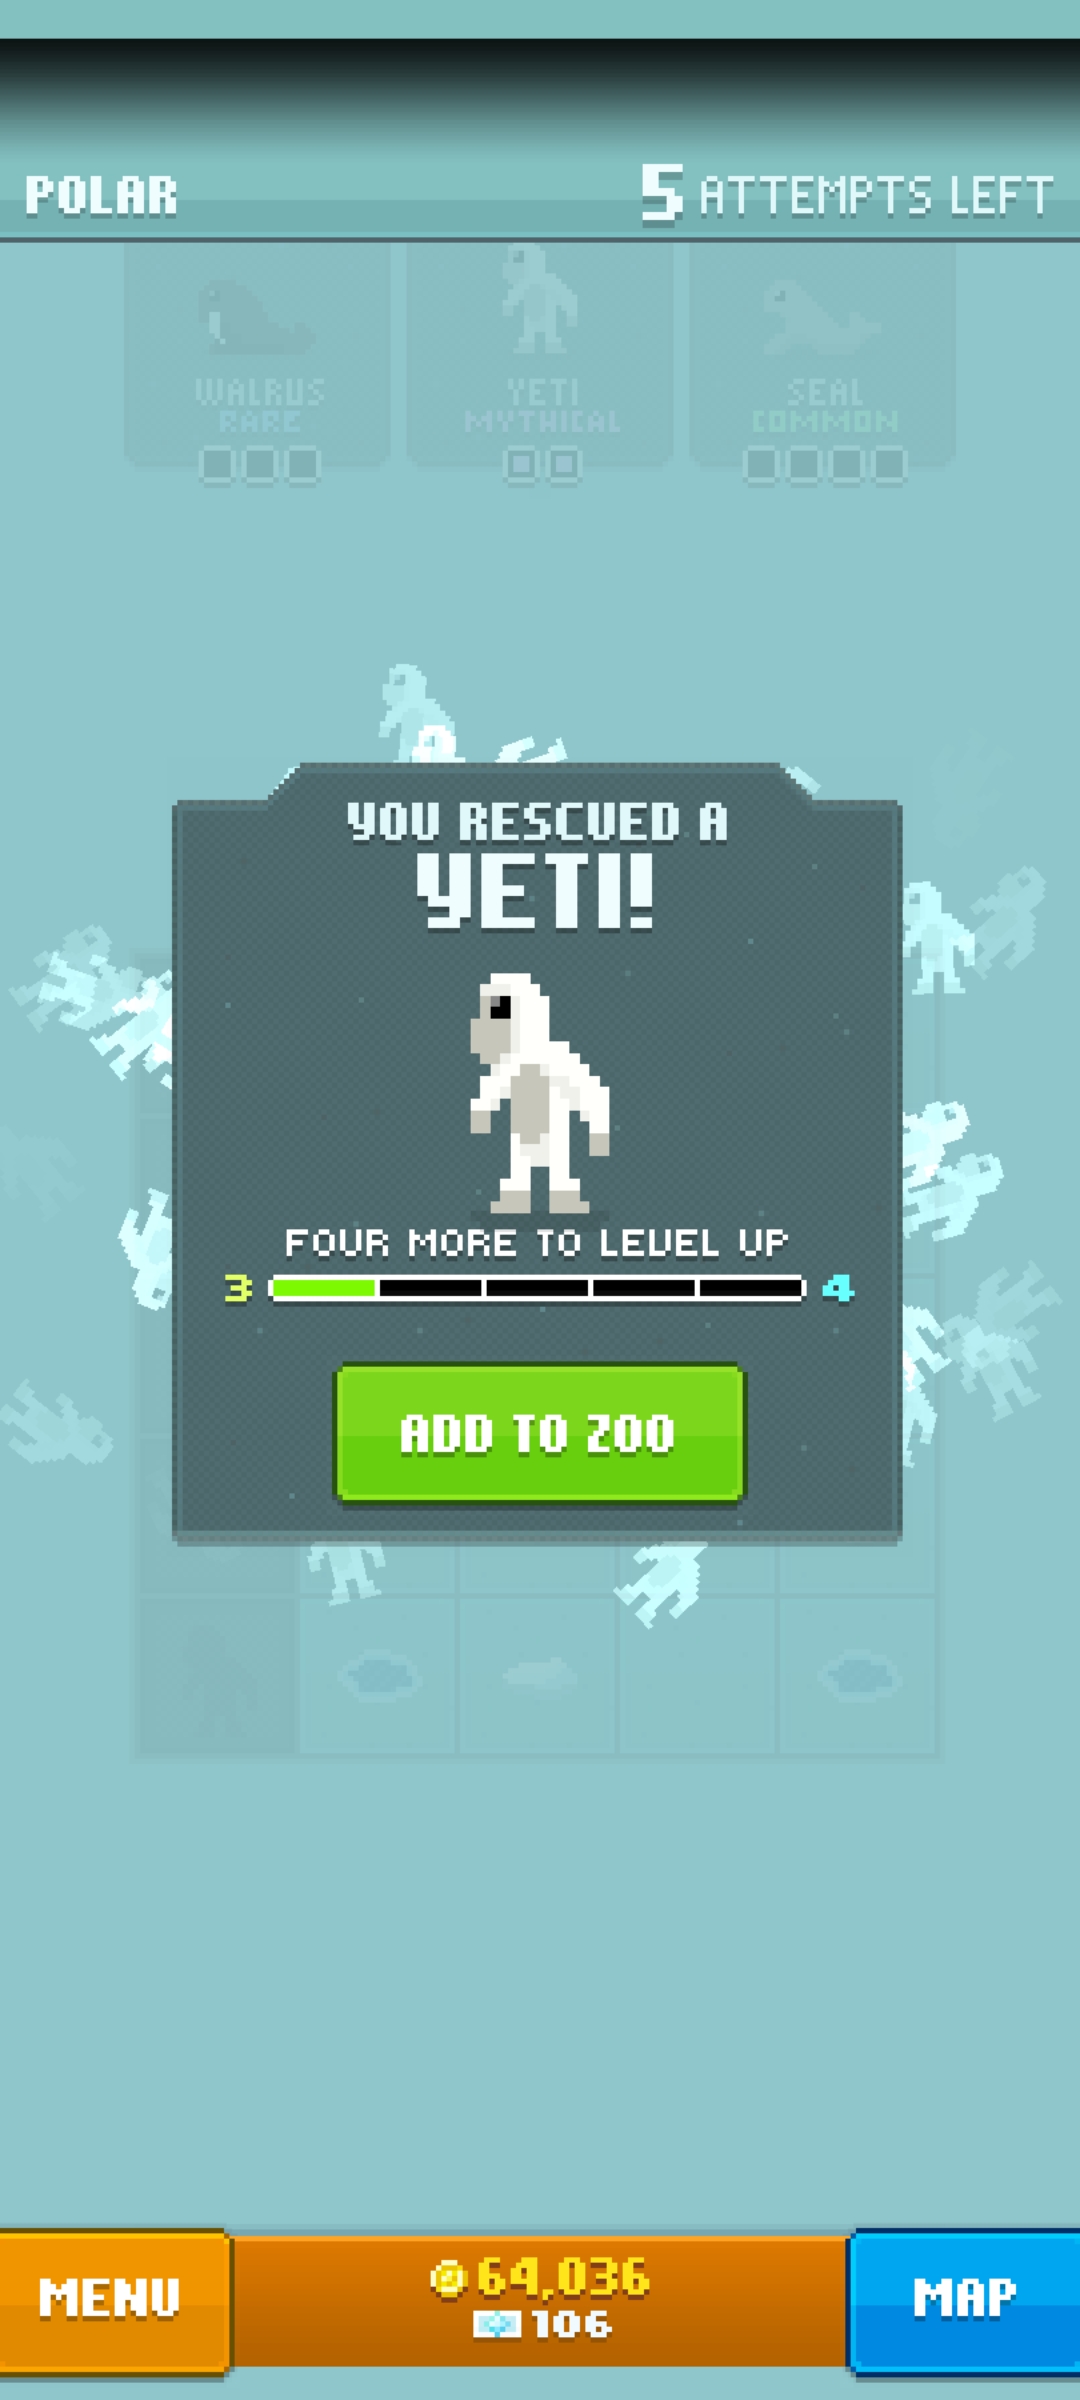 POLAR
5 ATTEMPTS LEFT
WALRUS
RARE
YETI
MYTHICAL
SEAL
COMMON
YOU RESCUED A
YETI!
FOUR MORE TO LEVEL UP
3
4
ADD TO ZOO
MENU
64,036
106
MAP